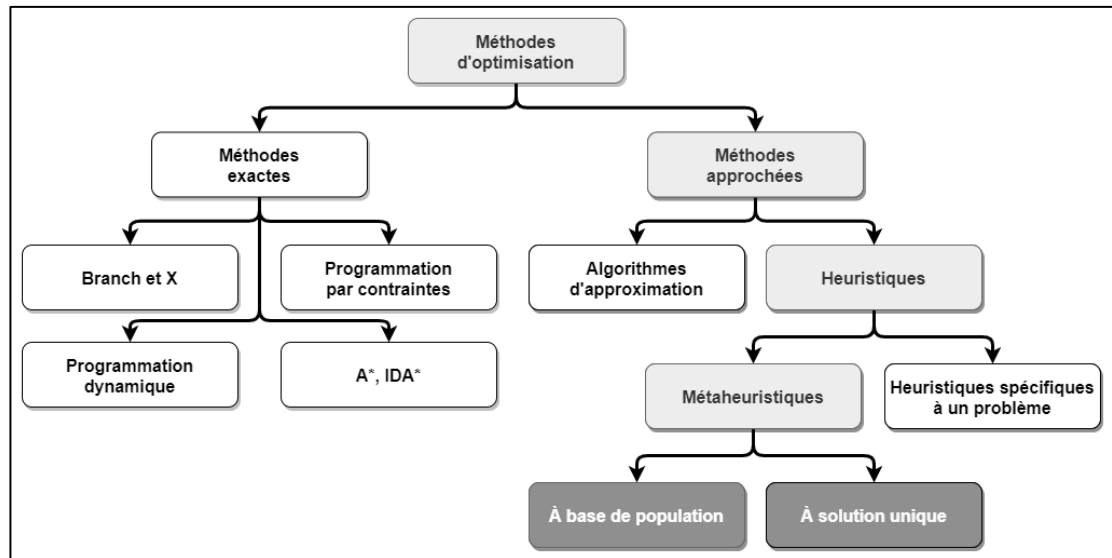 Méthodes
d'optimisation
Méthodes
exactes
Méthodes
approchées
Branch et X
Programmation
par contraintes
Algorithmes
d'approximation
Heuristiques
Programmation
dynamique
A*, IDA*
Métaheuristiques
Heuristiques spécifiques
à un problème
À base de population
À solution unique